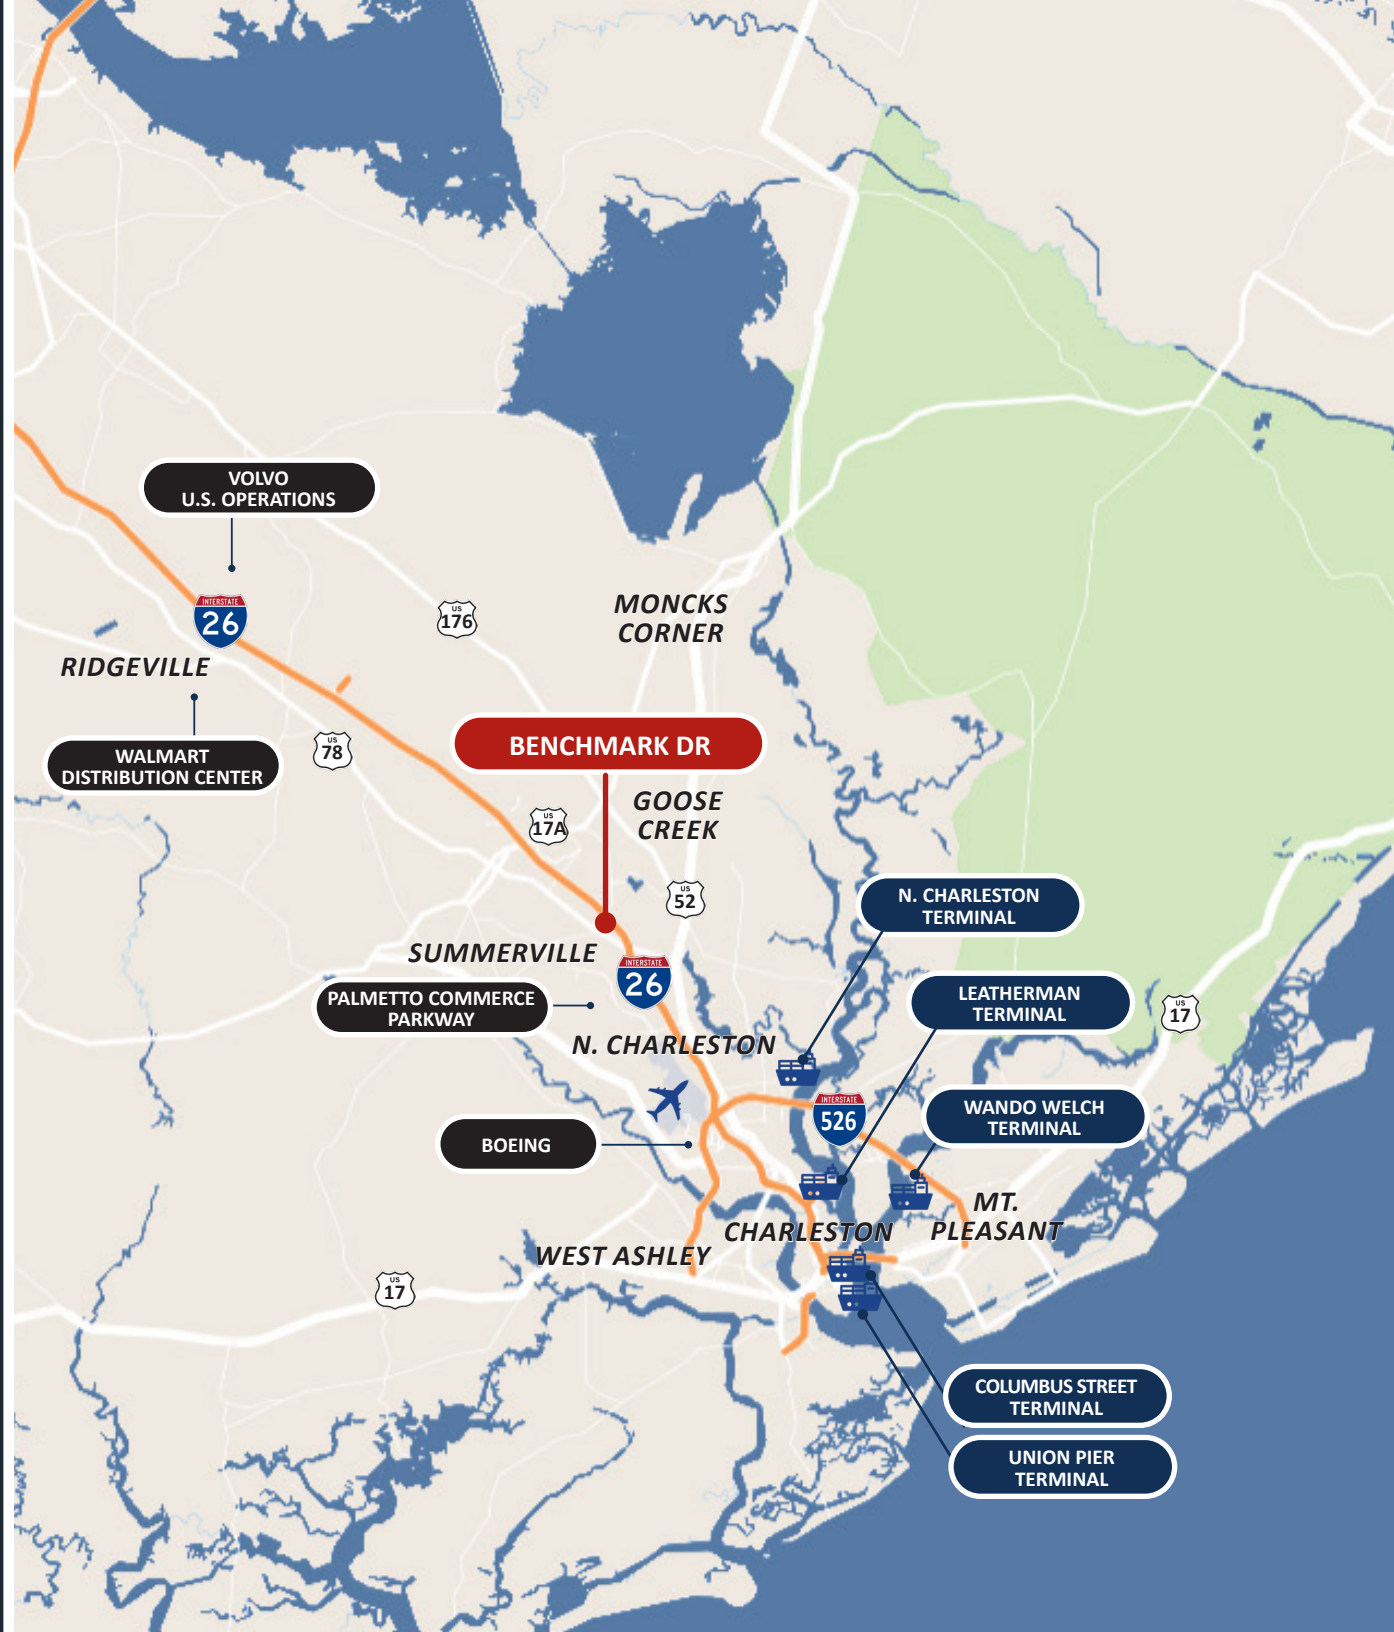 VOLVO
U.S. OPERATIONS
INTERSTATE
26
US
176
MONCKS
CORNER
RIDGEVILLE
BENCHMARK DR
US
78
WALMART
DISTRIBUTION CENTER
GOOSE
CREEK
US
17A
US
52
N. CHARLESTON
TERMINAL
SUMMERVILLE
INTERSTATE
26
PALMETTO COMMERCE
PARKWAY
LEATHERMAN
TERMINAL
US
17
N. CHARLESTON
INTERSTATE
526
WANDO WELCH
TERMINAL
BOEING
MT.
PLEASANT
CHARLESTON
WEST ASHLEY
US
17
COLUMBUS STREET
TERMINAL
UNION PIER
TERMINAL